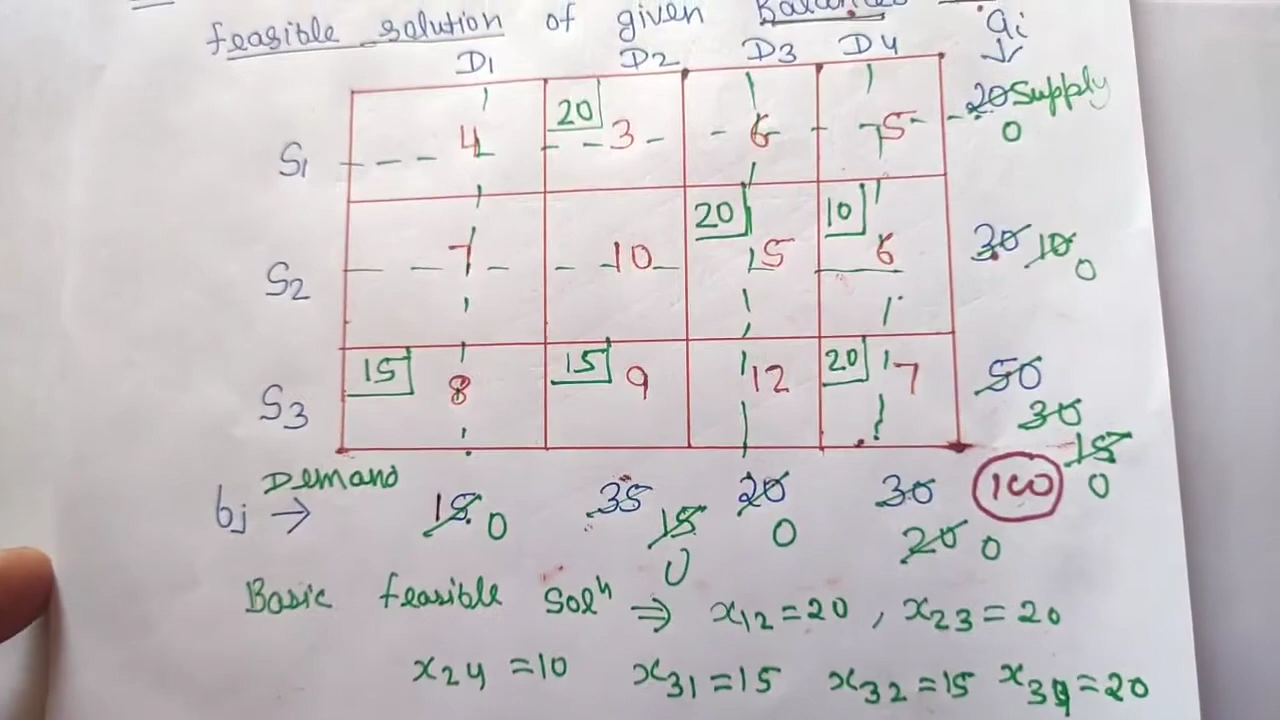 feasible solution of given Balanced
D1 D2 D3 D4 ai ↓
20 Supply
S1 4 20 3 6 5 0
S2 7 10 20 5 10 6 30 10 0
S3 15 8 15 9 12 20 7 50 30 15 0
Demand
bj → 15 0 35 15 0 20 0 30 20 0 100
Basic feasible Solⁿ ⇒ x12 = 20 , x23 = 20
x24 = 10 x31 = 15 x32 = 15 x34 = 20